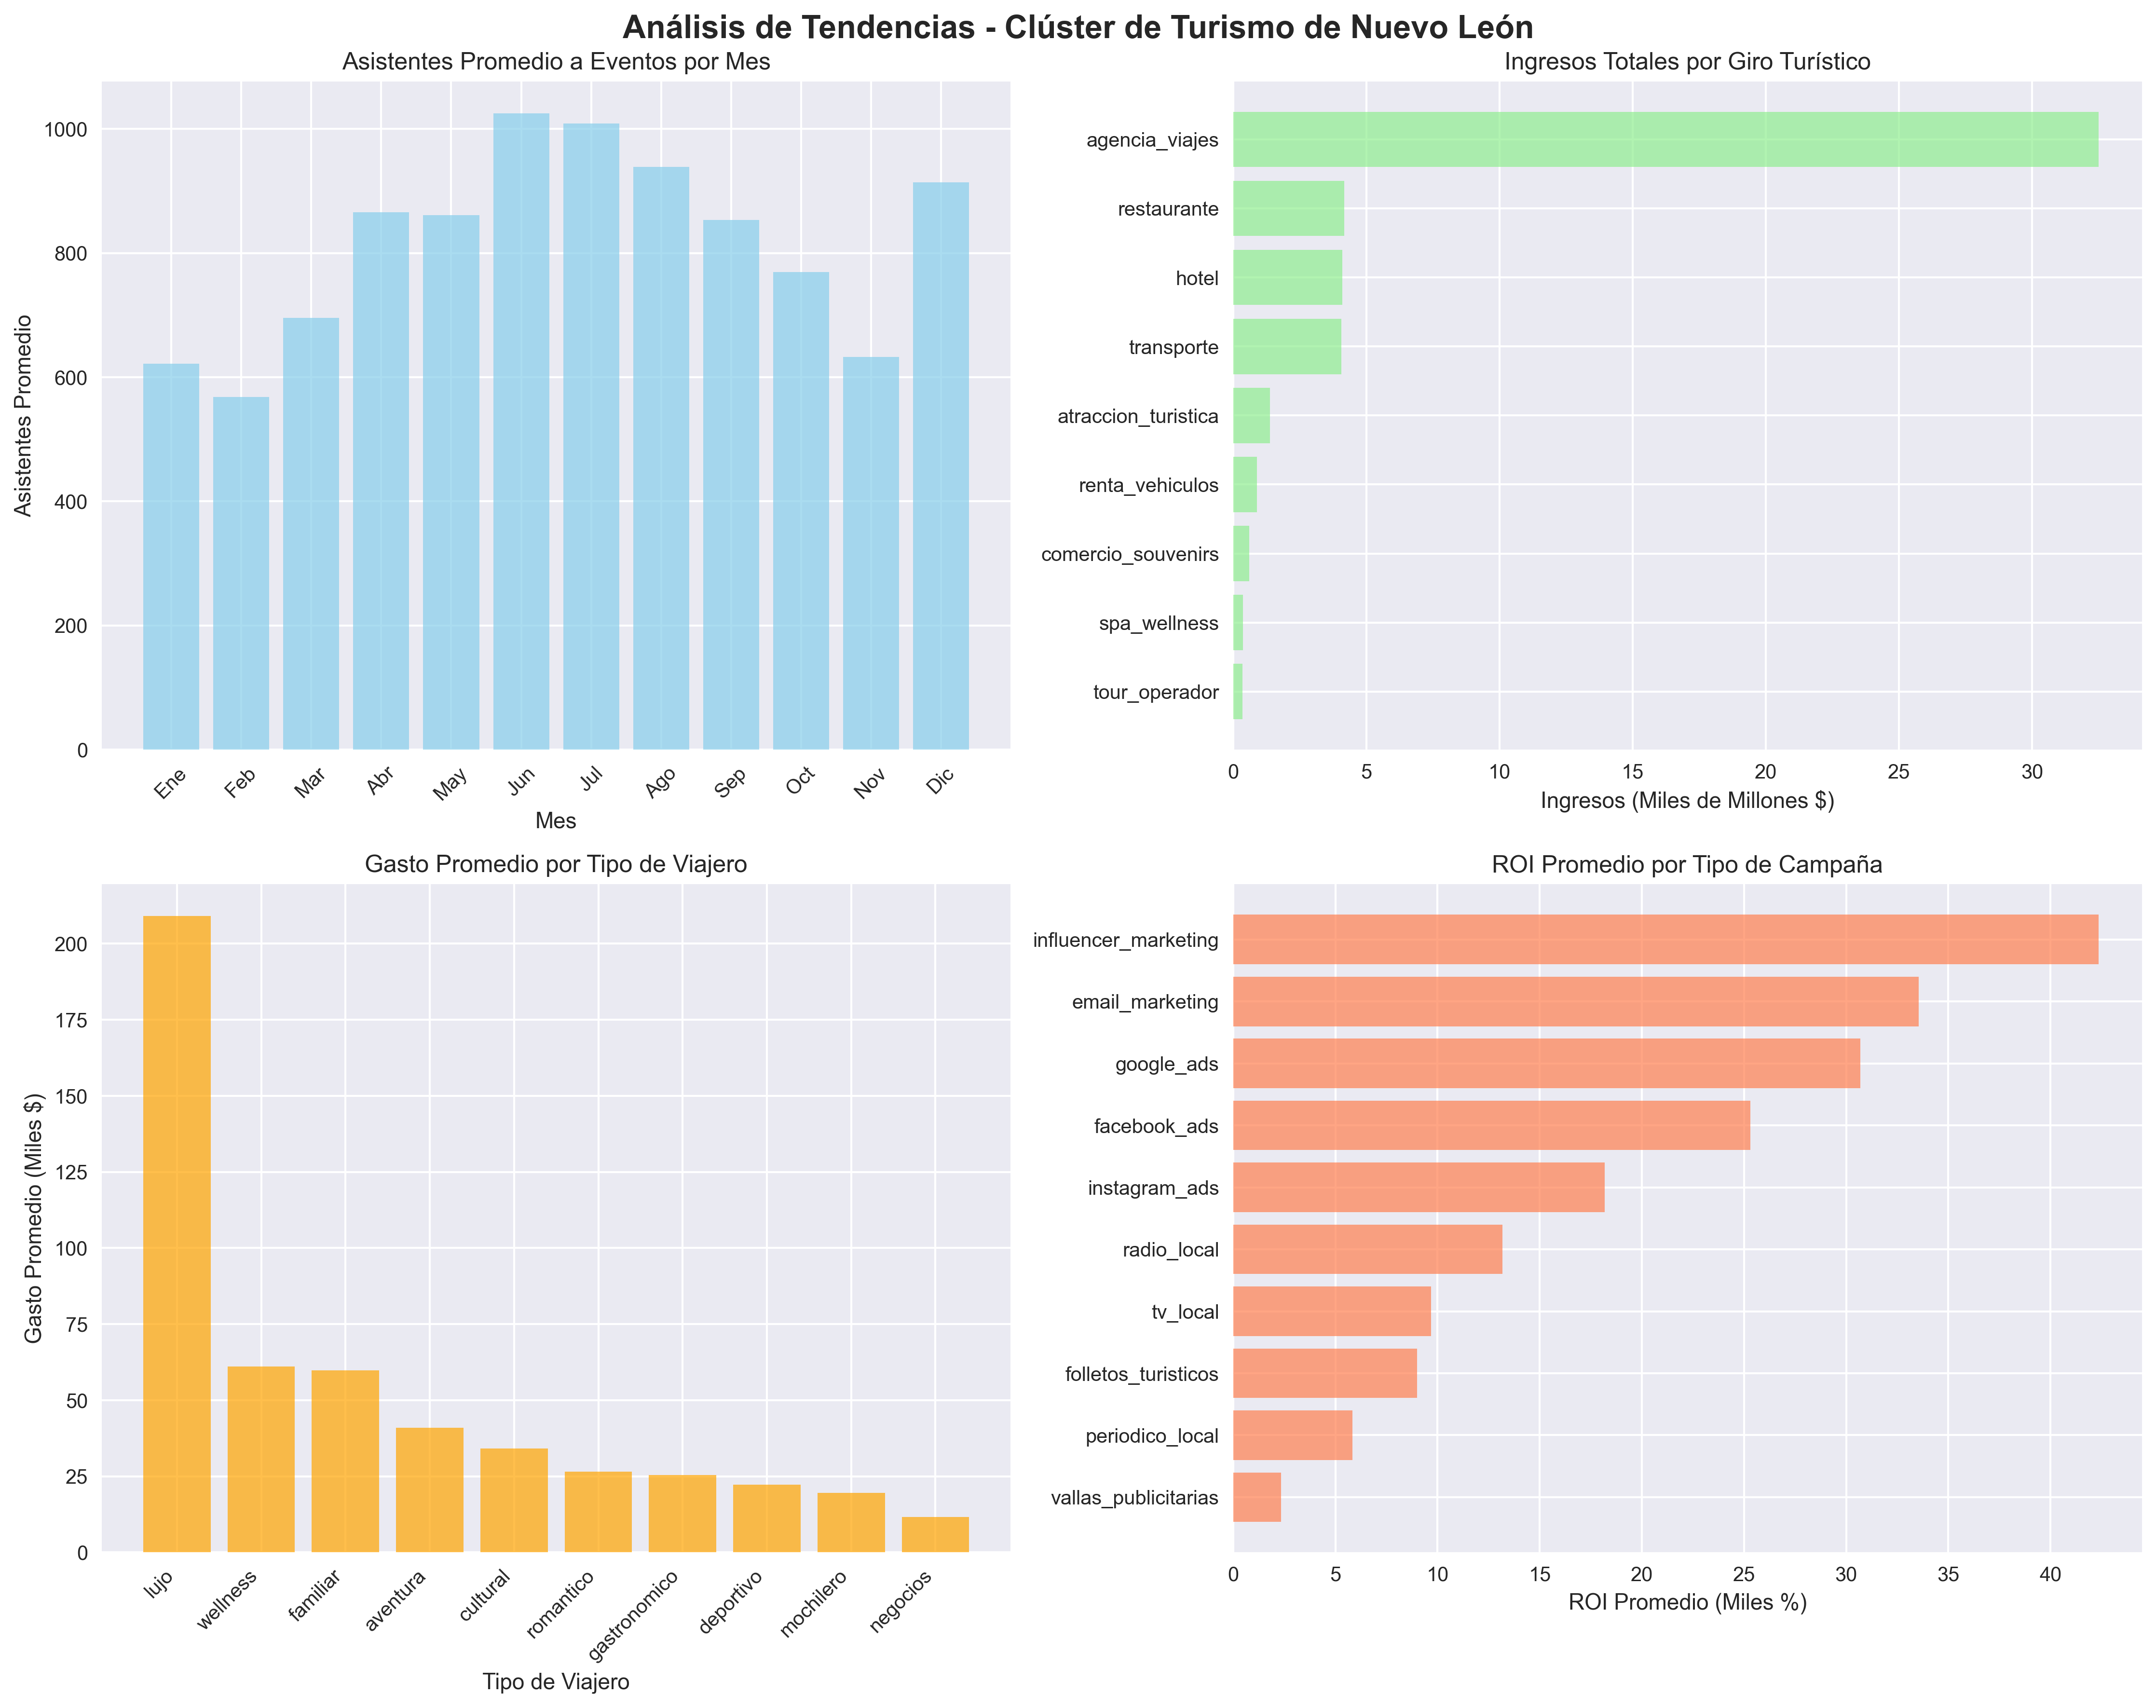 Análisis de Tendencias - Clúster de Turismo de Nuevo León
Asistentes Promedio a Eventos por Mes
Asistentes Promedio
1000
800
600
400
200
0
Ene
Feb
Mar
Abr
May
Jun
Jul
Ago
Sep
Oct
Nov
Dic
Mes
Ingresos Totales por Giro Turístico
agencia_viajes
restaurante
hotel
transporte
atraccion_turistica
renta_vehiculos
comercio_souvenirs
spa_wellness
tour_operador
0
5
10
15
20
25
30
Ingresos (Miles de Millones $)
Gasto Promedio por Tipo de Viajero
Gasto Promedio (Miles $)
200
175
150
125
100
75
50
25
0
lujo
wellness
familiar
aventura
cultural
romantico
gastronomico
deportivo
mochilero
negocios
Tipo de Viajero
ROI Promedio por Tipo de Campaña
influencer_marketing
email_marketing
google_ads
facebook_ads
instagram_ads
radio_local
tv_local
folletos_turisticos
periodico_local
vallas_publicitarias
0
5
10
15
20
25
30
35
40
ROI Promedio (Miles %)